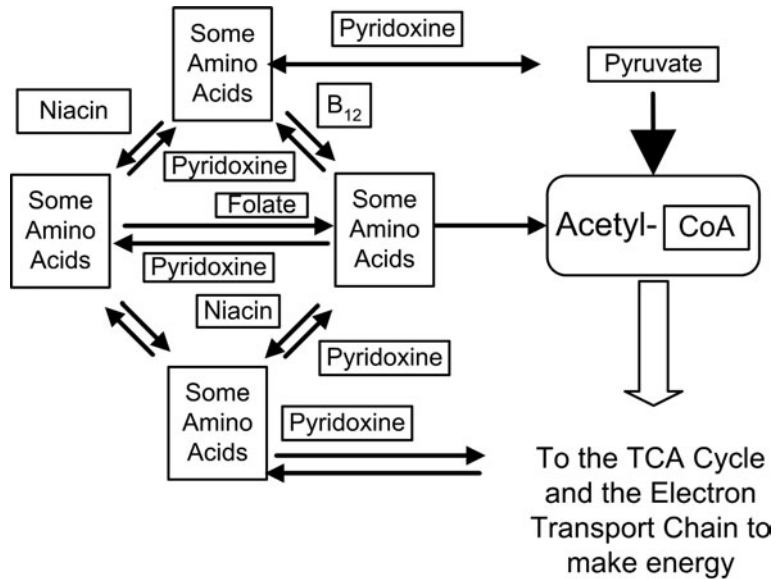 Some
Amino
Acids
Pyridoxine
Pyruvate
Niacin
B12
Pyridoxine
Some
Amino
Acids
Folate
Pyridoxine
Some
Amino
Acids
Acetyl- CoA
Niacin
Pyridoxine
Some
Amino
Acids
Pyridoxine
To the TCA Cycle
and the Electron
Transport Chain to
make energy